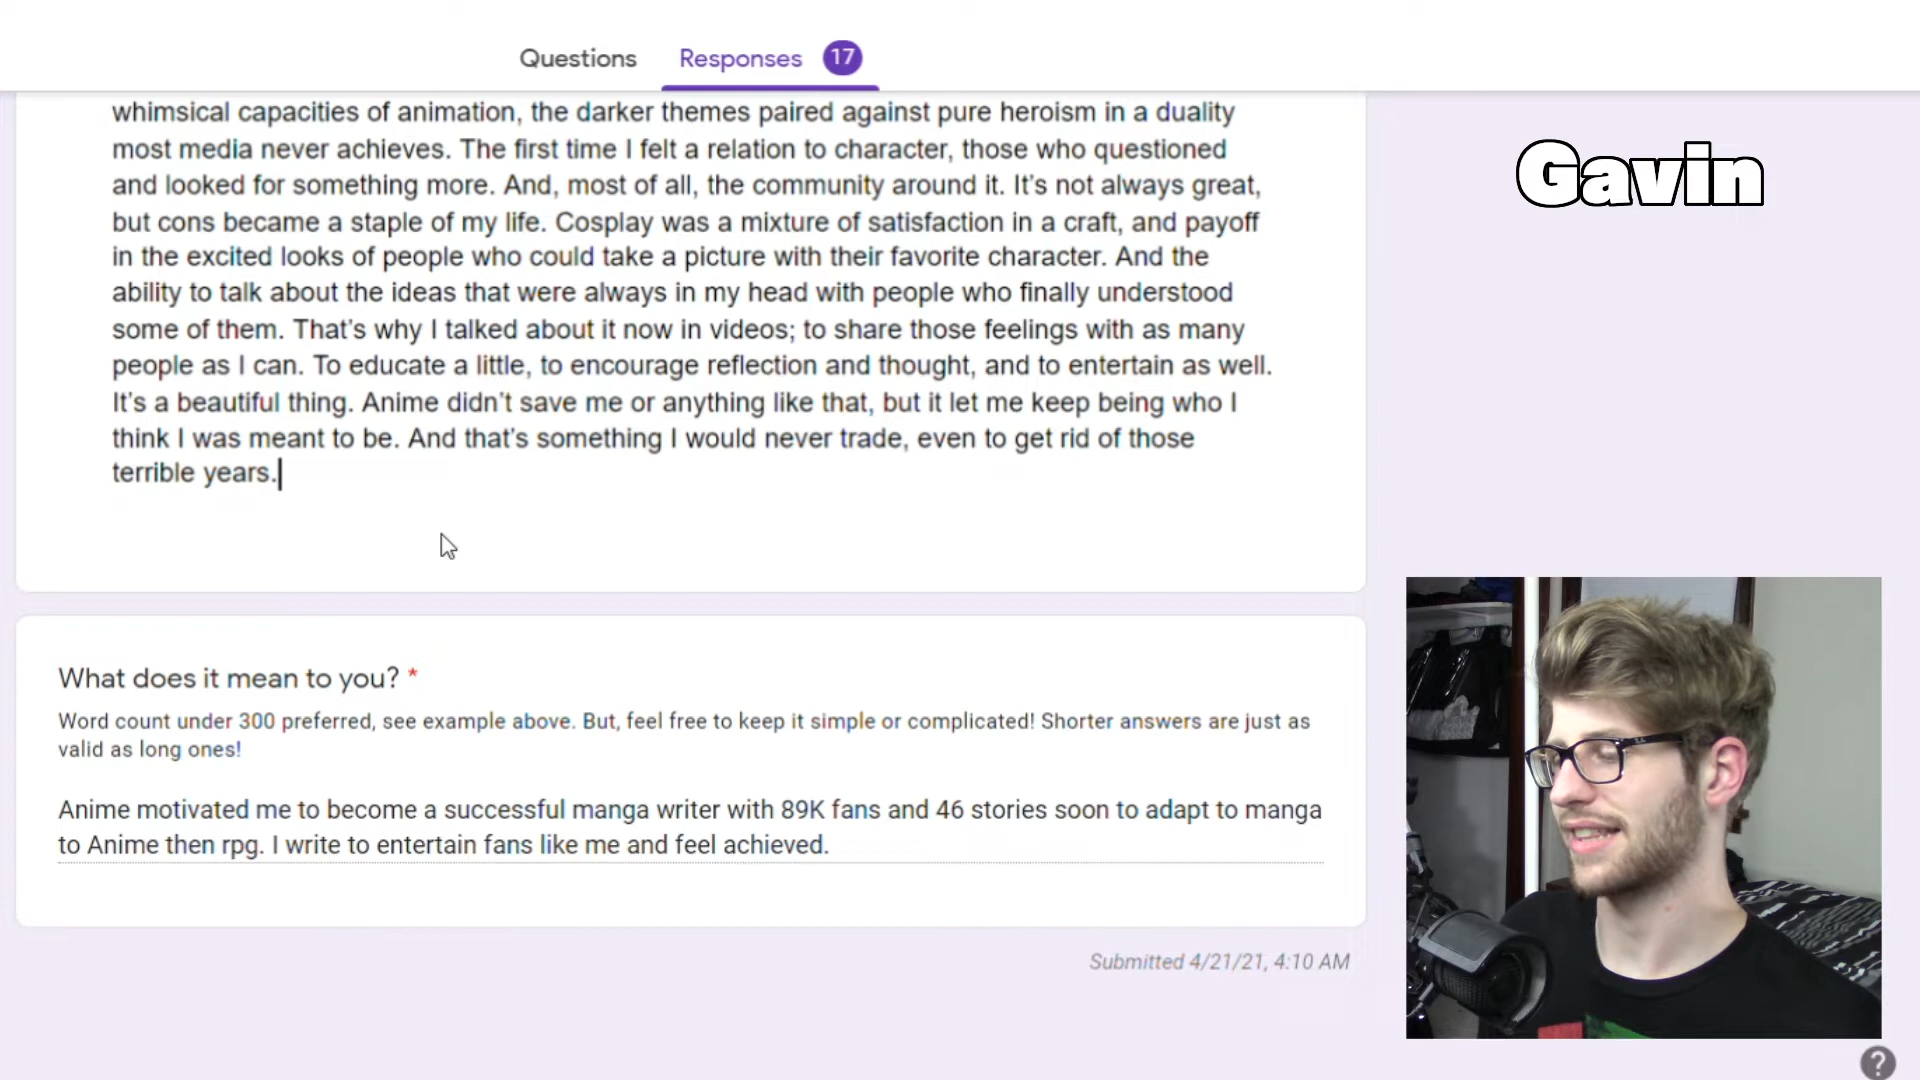 Questions
Responses 17
whimsical capacities of animation, the darker themes paired against pure heroism in a duality
most media never achieves. The first time I felt a relation to character, those who questioned
and looked for something more. And, most of all, the community around it. It’s not always great,
but cons became a staple of my life. Cosplay was a mixture of satisfaction in a craft, and payoff
in the excited looks of people who could take a picture with their favorite character. And the
ability to talk about the ideas that were always in my head with people who finally understood
some of them. That’s why I talked about it now in videos; to share those feelings with as many
people as I can. To educate a little, to encourage reflection and thought, and to entertain as well.
It’s a beautiful thing. Anime didn’t save me or anything like that, but it let me keep being who I
think I was meant to be. And that’s something I would never trade, even to get rid of those
terrible years.
Gavin
What does it mean to you? *
Word count under 300 preferred, see example above. But, feel free to keep it simple or complicated! Shorter answers are just as
valid as long ones!
Anime motivated me to become a successful manga writer with 89K fans and 46 stories soon to adapt to manga
to Anime then rpg. I write to entertain fans like me and feel achieved.
Submitted 4/21/21, 4:10 AM
?